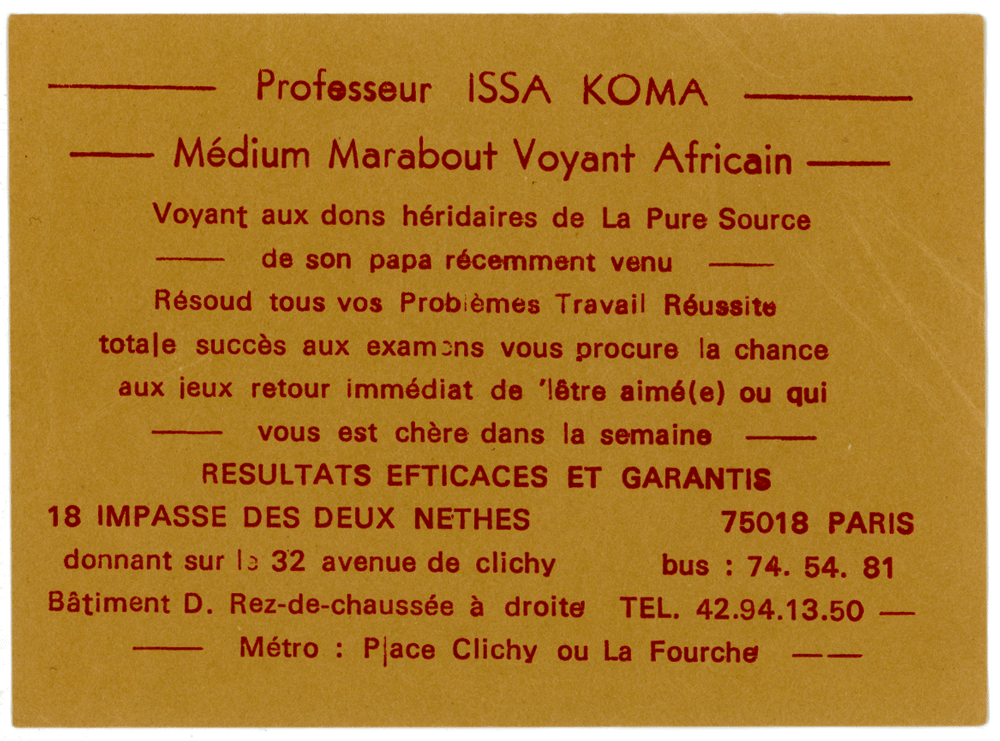 Professeur ISSA KOMA
Médium Marabout Voyant Africain
Voyant aux dons héridaires de La Pure Source
de son papa récemment venu
Résoud tous vos Problèmes Travail Réussite
totale succès aux examens vous procure la chance
aux jeux retour immédiat de 'lêtre aimé(e) ou qui
vous est chère dans la semaine
RESULTATS EFTICACES ET GARANTIS
18 IMPASSE DES DEUX NETHES 75018 PARIS
donnant sur le 32 avenue de clichy bus : 74. 54. 81
Bâtiment D. Rez-de-chaussée à droite TEL. 42.94.13.50
Métro : Place Clichy ou La Fourche